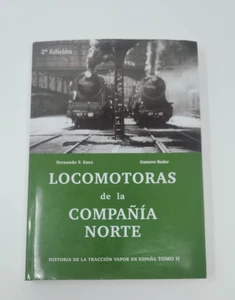 2ª Edición
Fernando F. Sanz Gustavo Reder
LOCOMOTORAS
de la
COMPAÑÍA
NORTE
HISTORIA DE LA TRACCIÓN VAPOR EN ESPAÑA TOMO II